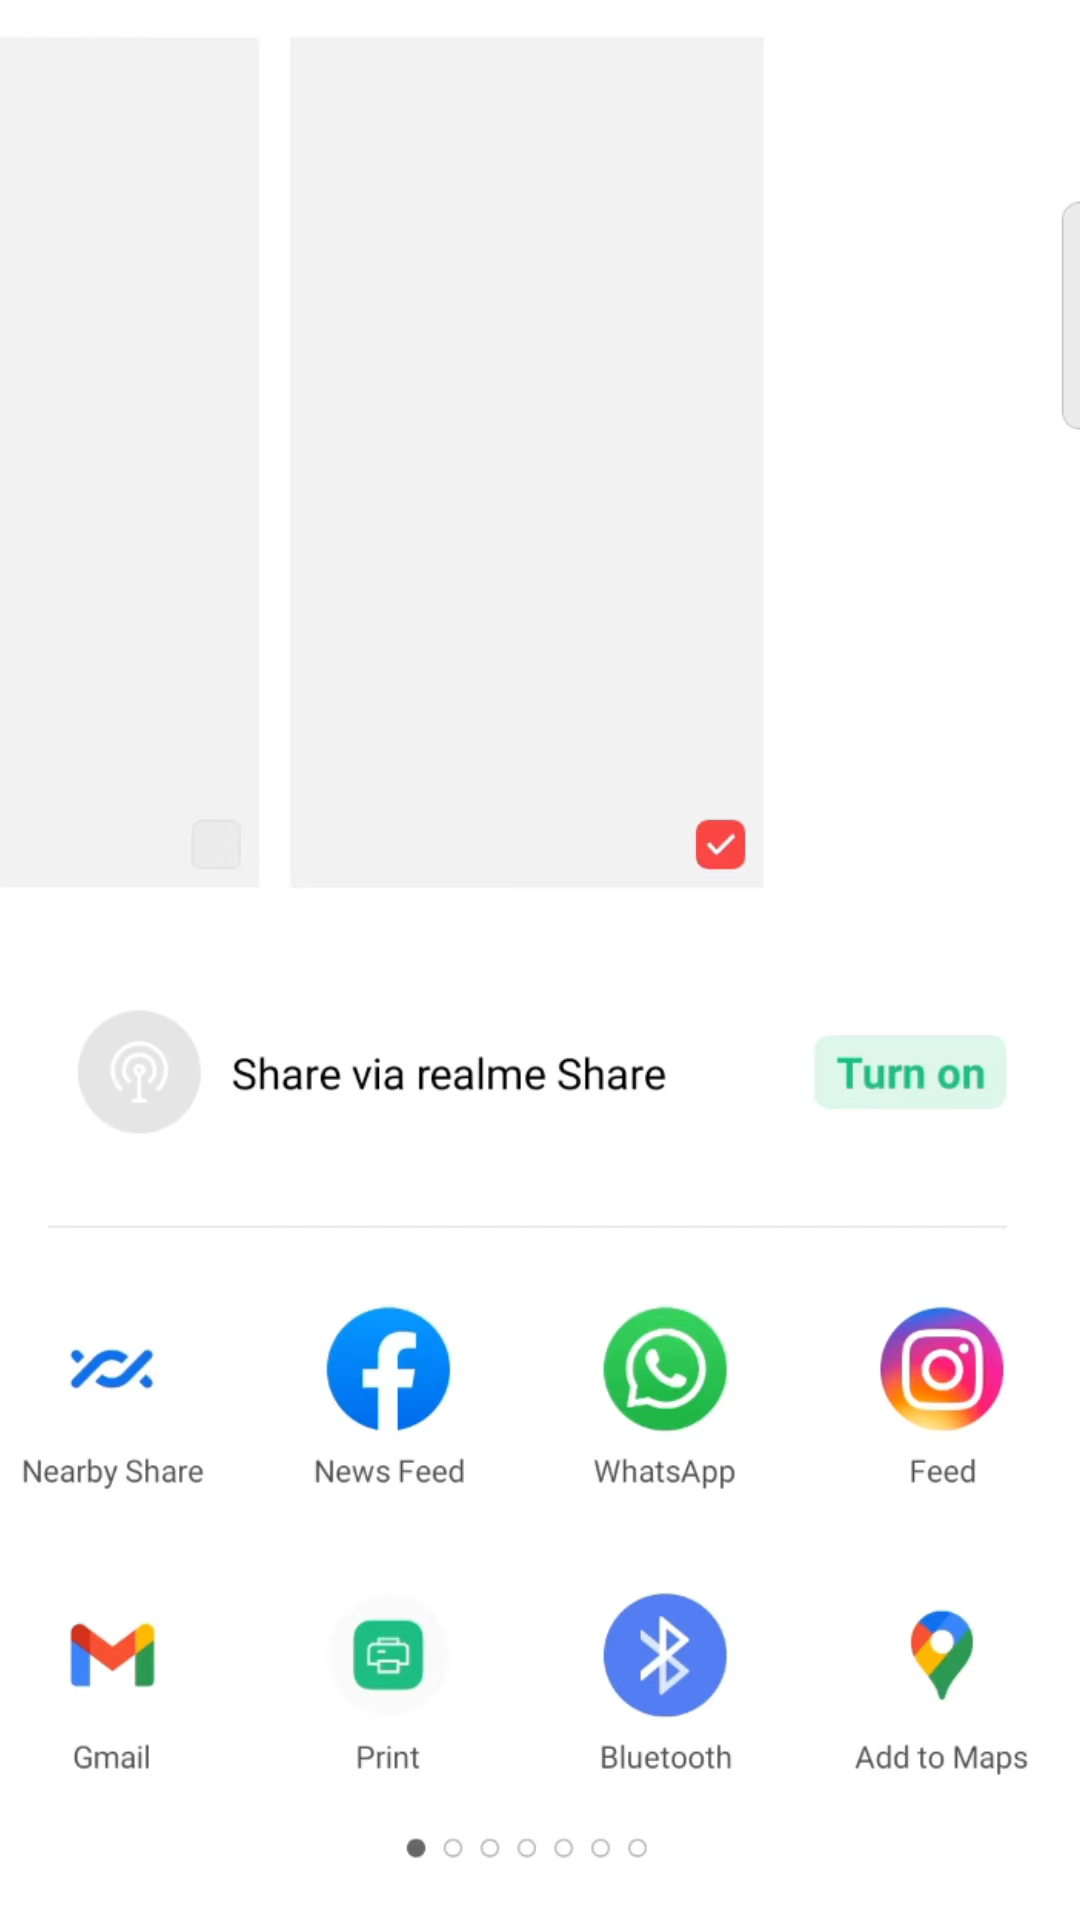 Share via realme Share
Turn on
Nearby Share
News Feed
WhatsApp
Feed
Gmail
Print
Bluetooth
Add to Maps